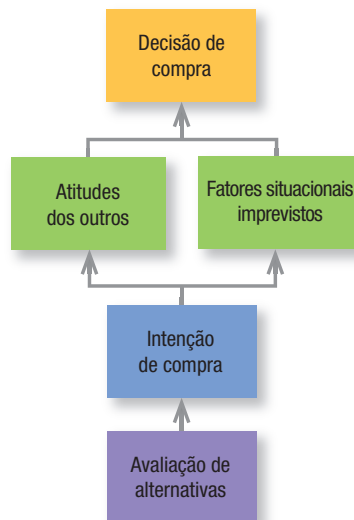 Decisão de
compra
Atitudes
dos outros
Fatores situacionais
imprevistos
Intenção
de compra
Avaliação de
alternativas